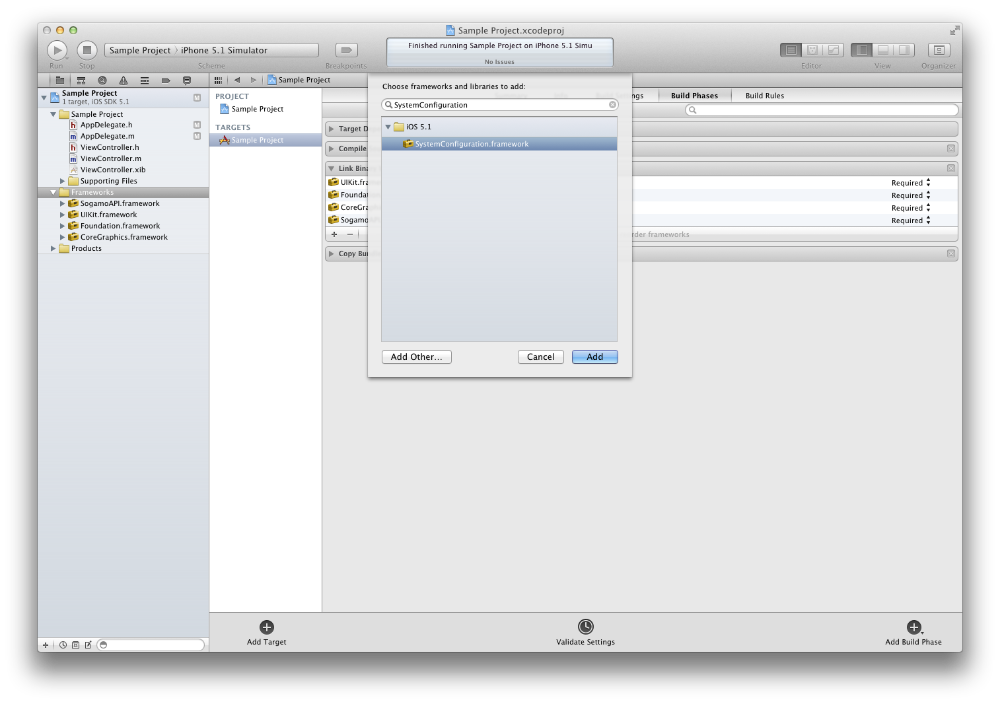 Sample Project.xcodeproj
Sample Project 〉 iPhone 5.1 Simulator
Finished running Sample Project on iPhone 5.1 Simu
No Issues
Run
Stop
Scheme
Breakpoints
Editor
View
Organizer
Sample Project
1 target, iOS SDK 5.1
M
Sample Project
AppDelegate.h
M
AppDelegate.m
M
ViewController.h
ViewController.m
ViewController.xib
Supporting Files
Frameworks
SogamoAPI.framework
UIKit.framework
Foundation.framework
CoreGraphics.framework
Products
Sample Project
PROJECT
Sample Project
TARGETS
Sample Project
Build Phases
Build Rules
Target D
Compile
Link Bina
UIKit.fra
Required
Founda
Required
CoreGra
Required
Sogamo
Required
frameworks
Copy Bu
Choose frameworks and libraries to add:
SystemConfiguration
iOS 5.1
SystemConfiguration.framework
Add Other...
Cancel
Add
Add Target
Validate Settings
Add Build Phase